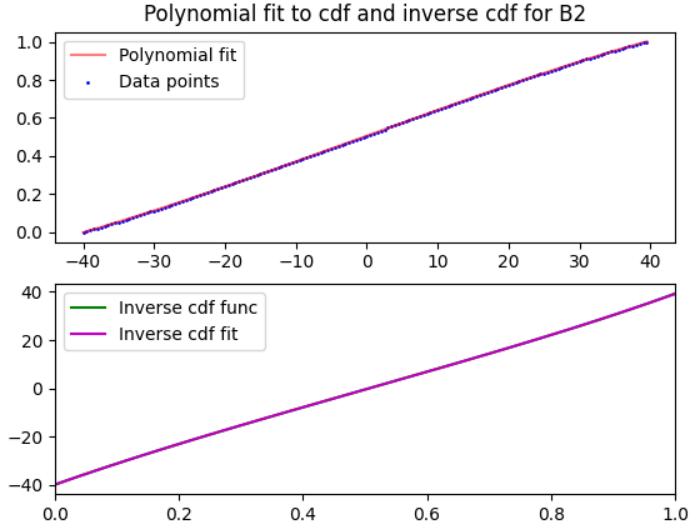 Polynomial fit to cdf and inverse cdf for B2
1.0
0.8
0.6
0.4
0.2
0.0
Polynomial fit
Data points
−40 −30 −20 −10 0 10 20 30 40
40
20
0
−20
−40
Inverse cdf func
Inverse cdf fit
0.0 0.2 0.4 0.6 0.8 1.0